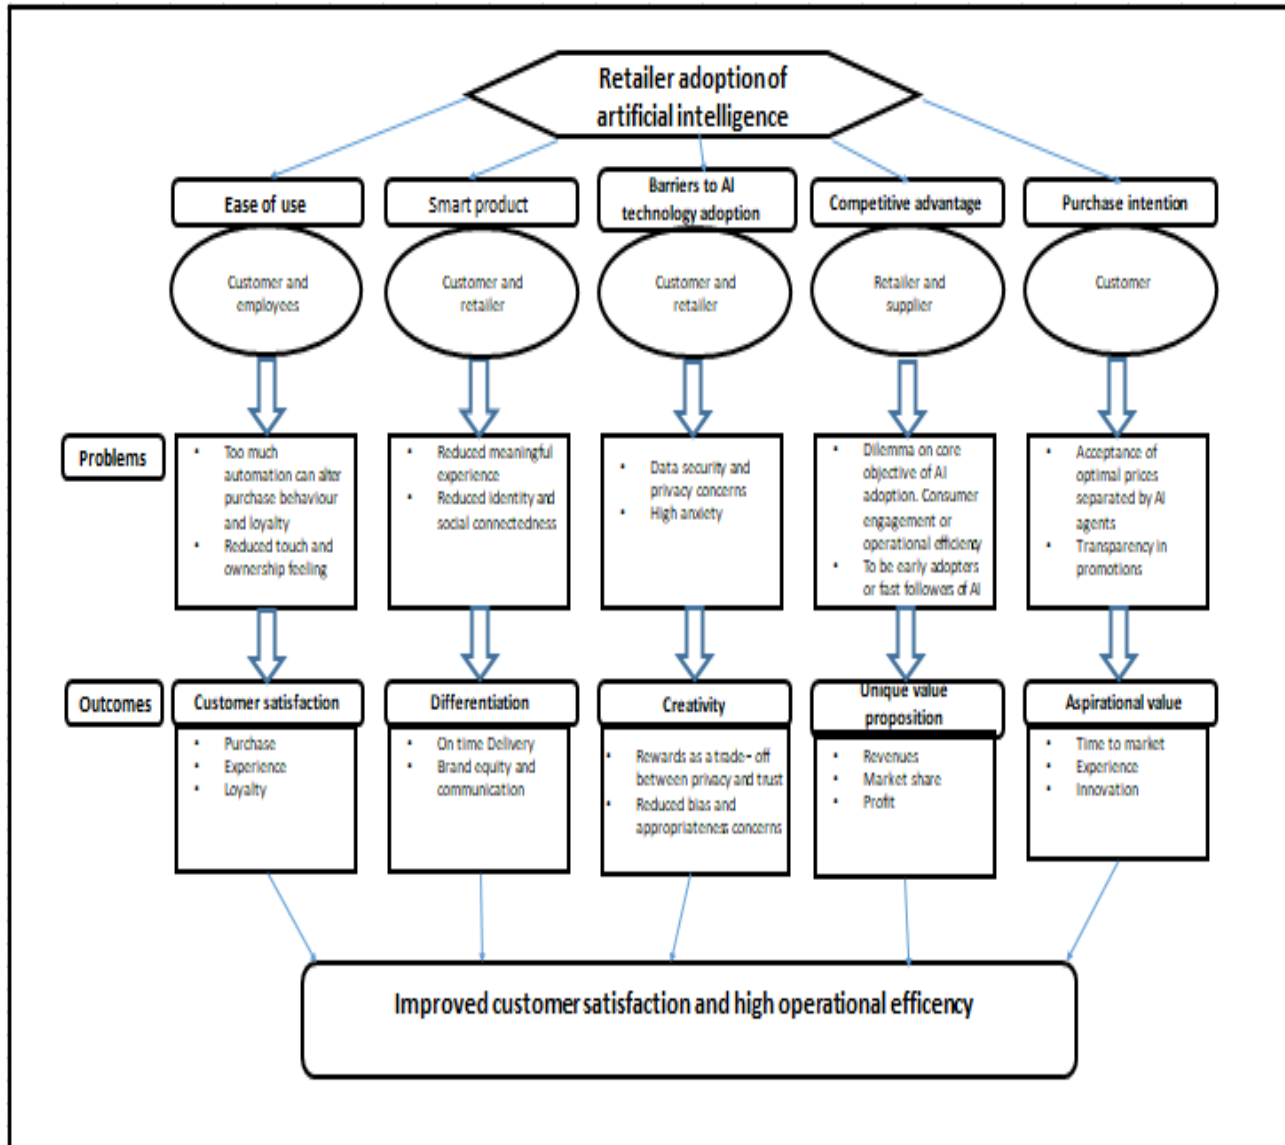 Retailer adoption of
artificial intelligence
Ease of use
Smart product
Barriers to AI
technology adoption
Competitive advantage
Purchase intention
Customer and
employees
Customer and
retailer
Customer and
retailer
Retailer and
supplier
Customer
Problems
• Too much
automation can alter
purchase behaviour
and loyalty
• Reduced touch and
ownership feeling
• Reduced meaningful
experience
• Reduced identity and
social connectedness
• Data security and
privacy concerns
• High anxiety
• Dilemma on core
objective of AI
adoption. Consumer
engagement or
operational efficiency
• To be early adopters
or fast followers of AI
• Acceptance of
optimal prices
separated by AI
agents
• Transparency in
promotions
Outcomes
Customer satisfaction
• Purchase
• Experience
• Loyalty
Differentiation
• On time Delivery
• Brand equity and
communication
Creativity
• Rewards as a trade-off
between privacy and trust
• Reduced bias and
appropriateness concerns
Unique value
proposition
• Revenues
• Market share
• Profit
Aspirational value
• Time to market
• Experience
• Innovation
Improved customer satisfaction and high operational efficency